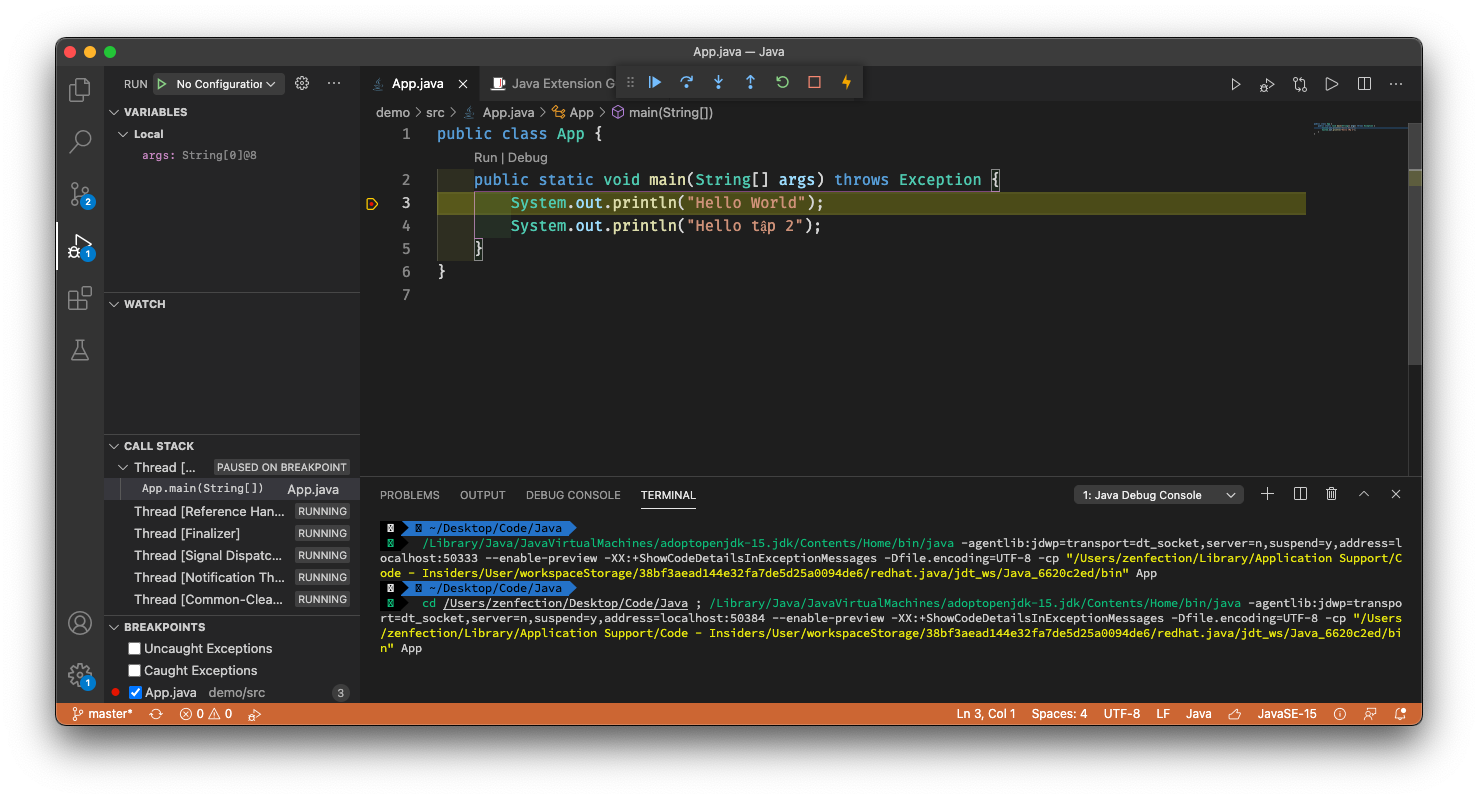 App.java — Java
RUN No Configuration
VARIABLES
Local
args: String[0]@8
WATCH
CALL STACK
Thread [... PAUSED ON BREAKPOINT
App.main(String[]) App.java
Thread [Reference Han... RUNNING
Thread [Finalizer] RUNNING
Thread [Signal Dispatc... RUNNING
Thread [Notification Th... RUNNING
Thread [Common-Clea... RUNNING
BREAKPOINTS
Uncaught Exceptions
Caught Exceptions
App.java demo/src 3
2
1
1
App.java Java Extension G
demo > src > App.java > App > main(String[])
1 public class App {
Run | Debug
2 public static void main(String[] args) throws Exception {
3 System.out.println("Hello World");
4 System.out.println("Hello tập 2");
5 }
6 }
7
PROBLEMS OUTPUT DEBUG CONSOLE TERMINAL 1: Java Debug Console
~/Desktop/Code/Java
/Library/Java/JavaVirtualMachines/adoptopenjdk-15.jdk/Contents/Home/bin/java -agentlib:jdwp=transport=dt_socket,server=n,suspend=y,address=l
ocalhost:50333 --enable-preview -XX:+ShowCodeDetailsInExceptionMessages -Dfile.encoding=UTF-8 -cp "/Users/zenfection/Library/Application Support/C
ode - Insiders/User/workspaceStorage/38bf3aead144e32fa7de5d25a0094de6/redhat.java/jdt_ws/Java_6620c2ed/bin" App
~/Desktop/Code/Java
cd /Users/zenfection/Desktop/Code/Java ; /Library/Java/JavaVirtualMachines/adoptopenjdk-15.jdk/Contents/Home/bin/java -agentlib:jdwp=transpo
rt=dt_socket,server=n,suspend=y,address=localhost:50384 --enable-preview -XX:+ShowCodeDetailsInExceptionMessages -Dfile.encoding=UTF-8 -cp "/Users
/zenfection/Library/Application Support/Code - Insiders/User/workspaceStorage/38bf3aead144e32fa7de5d25a0094de6/redhat.java/jdt_ws/Java_6620c2ed/bi
n" App
master* 0 0 Ln 3, Col 1 Spaces: 4 UTF-8 LF Java JavaSE-15